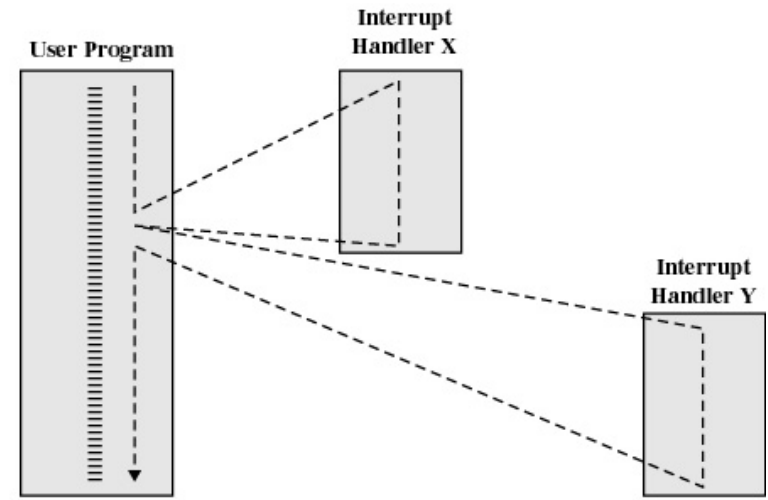 User Program
Interrupt
Handler X
Interrupt
Handler Y